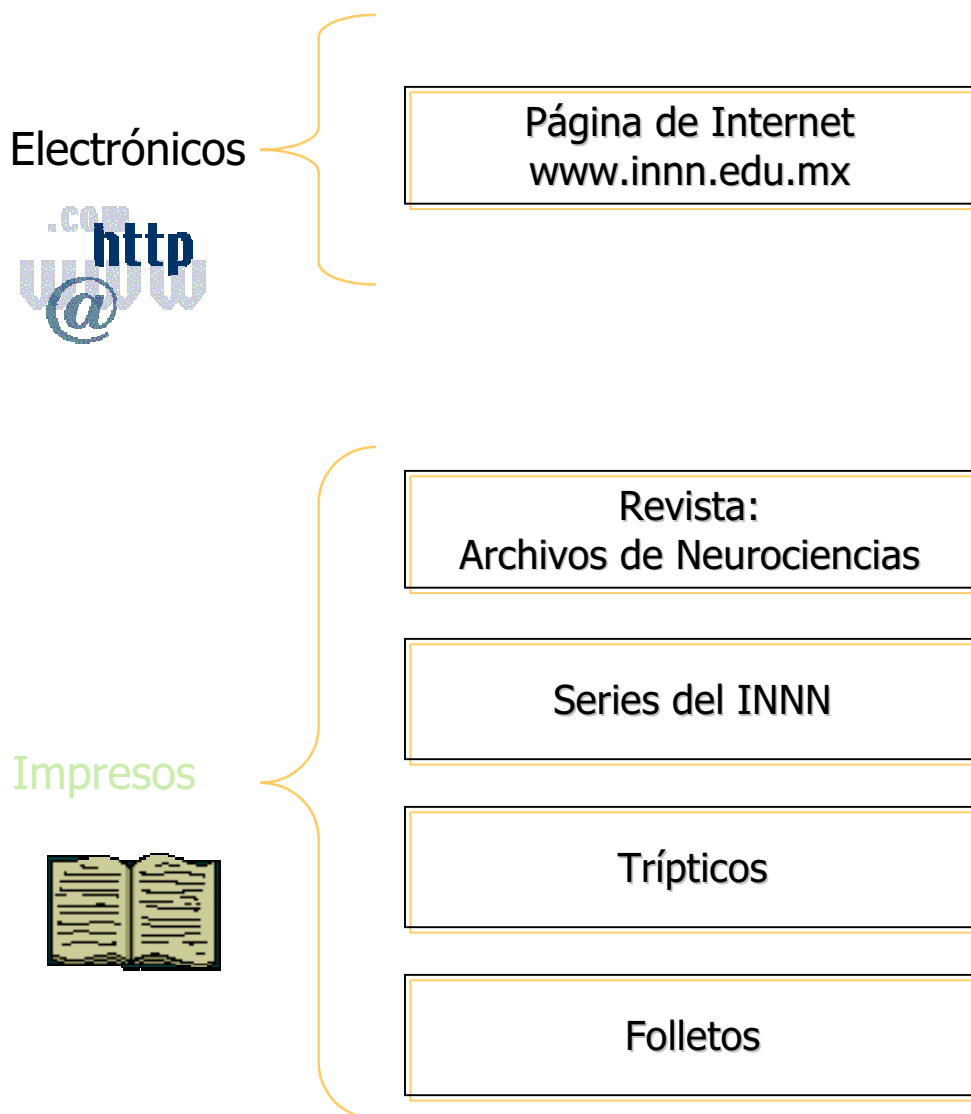 Electrónicos
Página de Internet
www.innn.edu.mx
.com
http
www
@
Revista:
Archivos de Neurociencias
Series del INNN
Impresos
Trípticos
Folletos